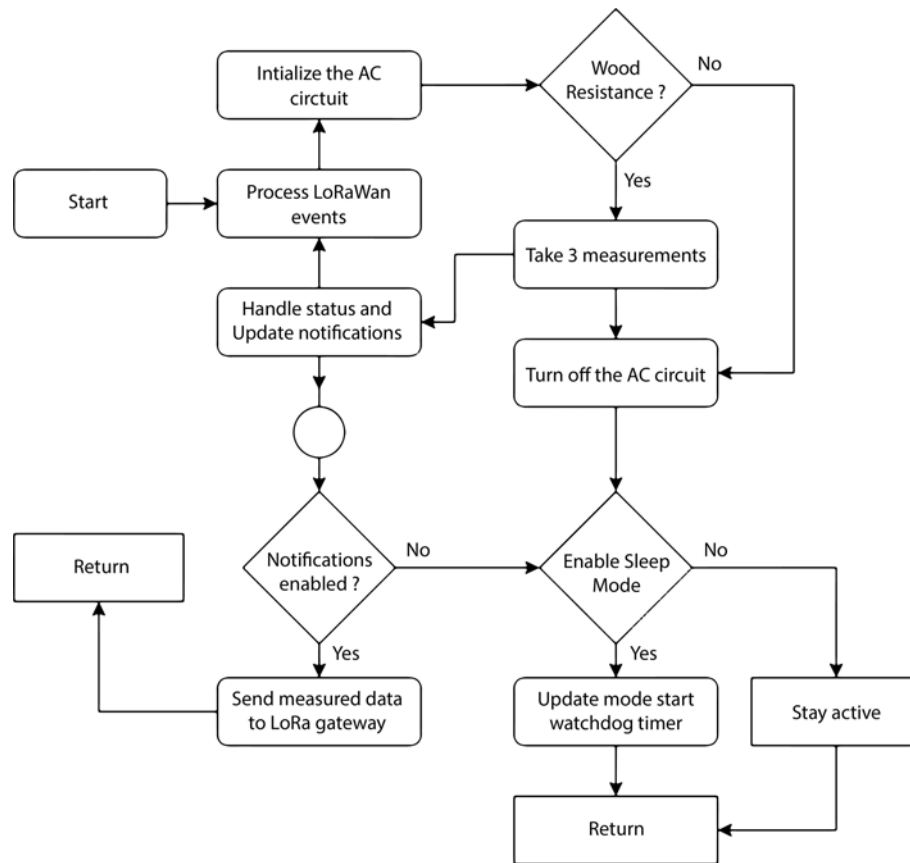 Intialize the AC
circtuit
Wood
Resistance ?
No
Start
Process LoRaWan
events
Yes
Take 3 measurements
Handle status and
Update notifications
Turn off the AC circuit
Return
Notifications
enabled ?
No
Enable Sleep
Mode
No
Yes
Yes
Send measured data
to LoRa gateway
Update mode start
watchdog timer
Stay active
Return